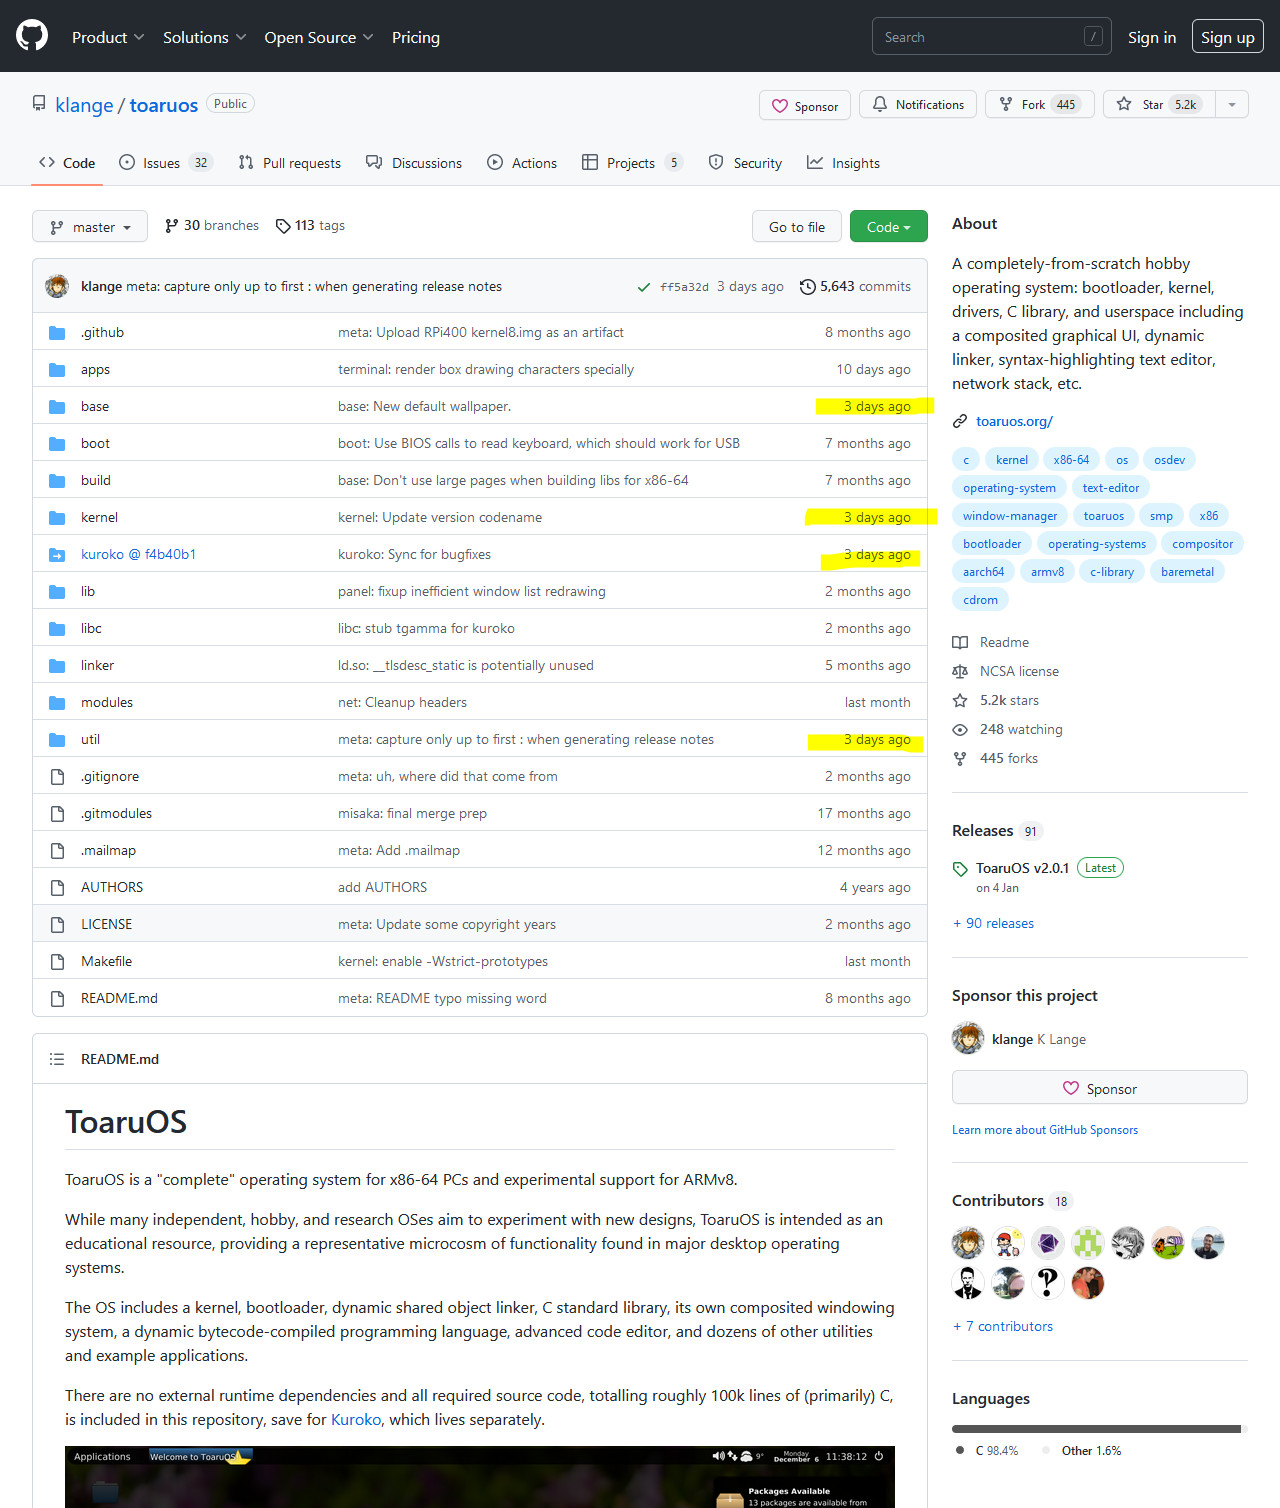 Product Solutions Open Source Pricing Search / Sign in Sign up
klange / toaruos Public Sponsor Notifications Fork 445 Star 5.2k
Code Issues 32 Pull requests Discussions Actions Projects 5 Security Insights
master 30 branches 113 tags Go to file Code
klange meta: capture only up to first : when generating release notes ff5a32d 3 days ago 5,643 commits
.github meta: Upload RPi400 kernel8.img as an artifact 8 months ago
apps terminal: render box drawing characters specially 10 days ago
base base: New default wallpaper. 3 days ago
boot boot: Use BIOS calls to read keyboard, which should work for USB 7 months ago
build base: Don't use large pages when building libs for x86-64 7 months ago
kernel kernel: Update version codename 3 days ago
kuroko @ f4b40b1 kuroko: Sync for bugfixes 3 days ago
lib panel: fixup inefficient window list redrawing 2 months ago
libc libc: stub tgamma for kuroko 2 months ago
linker ld.so: __tlsdesc_static is potentially unused 5 months ago
modules net: Cleanup headers last month
util meta: capture only up to first : when generating release notes 3 days ago
.gitignore meta: uh, where did that come from 2 months ago
.gitmodules misaka: final merge prep 17 months ago
.mailmap meta: Add .mailmap 12 months ago
AUTHORS add AUTHORS 4 years ago
LICENSE meta: Update some copyright years 2 months ago
Makefile kernel: enable -Wstrict-prototypes last month
README.md meta: README typo missing word 8 months ago
README.md
ToaruOS
ToaruOS is a "complete" operating system for x86-64 PCs and experimental support for ARMv8.
While many independent, hobby, and research OSes aim to experiment with new designs, ToaruOS is intended as an
educational resource, providing a representative microcosm of functionality found in major desktop operating
systems.
The OS includes a kernel, bootloader, dynamic shared object linker, C standard library, its own composited windowing
system, a dynamic bytecode-compiled programming language, advanced code editor, and dozens of other utilities
and example applications.
There are no external runtime dependencies and all required source code, totalling roughly 100k lines of (primarily) C,
is included in this repository, save for Kuroko, which lives separately.
Applications Welcome to ToaruOS 9° Monday December 6 11:38:12
Packages Available
13 packages are available from
About
A completely-from-scratch hobby
operating system: bootloader, kernel,
drivers, C library, and userspace including
a composited graphical UI, dynamic
linker, syntax-highlighting text editor,
network stack, etc.
toaruos.org/
c kernel x86-64 os osdev
operating-system text-editor
window-manager toaruos smp x86
bootloader operating-systems compositor
aarch64 armv8 c-library baremetal
cdrom
Readme
NCSA license
5.2k stars
248 watching
445 forks
Releases 91
ToaruOS v2.0.1 Latest
on 4 Jan
+ 90 releases
Sponsor this project
klange K Lange
Sponsor
Learn more about GitHub Sponsors
Contributors 18
+ 7 contributors
Languages
C 98.4% Other 1.6%